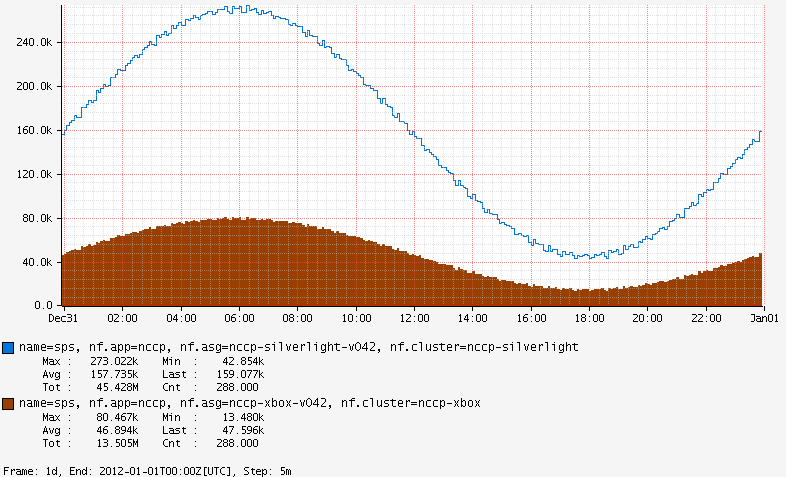 240.0k
200.0k
160.0k
120.0k
80.0k
40.0k
0.0
Dec31 02:00 04:00 06:00 08:00 10:00 12:00 14:00 16:00 18:00 20:00 22:00 Jan01
name=sps, nf.app=nccp, nf.asg=nccp-silverlight-v042, nf.cluster=nccp-silverlight
Max : 273.022k Min : 42.854k
Avg : 157.735k Last : 159.077k
Tot : 45.428M Cnt : 288.000
name=sps, nf.app=nccp, nf.asg=nccp-xbox-v042, nf.cluster=nccp-xbox
Max : 80.467k Min : 13.480k
Avg : 46.894k Last : 47.596k
Tot : 13.505M Cnt : 288.000
Frame: 1d, End: 2012-01-01T00:00Z[UTC], Step: 5m